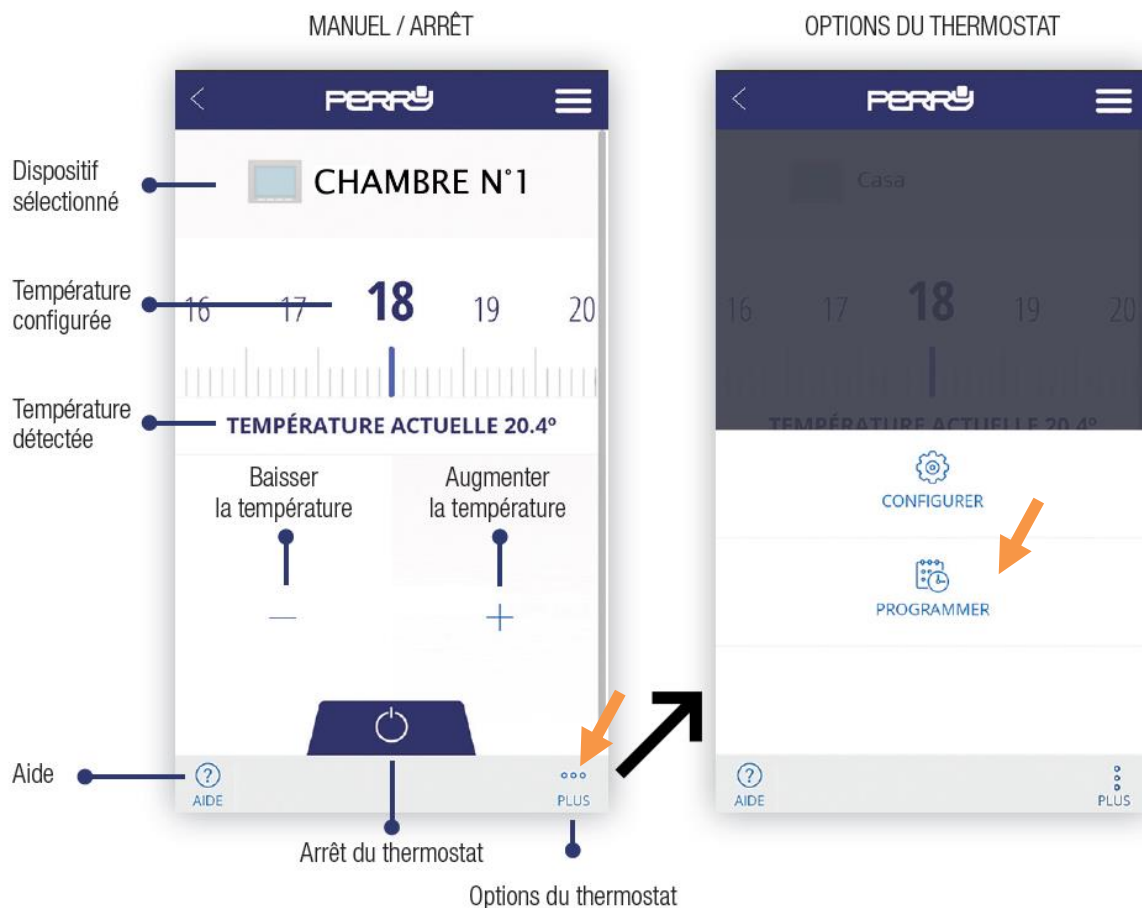 MANUEL / ARRÊT
PERRY
Dispositif
sélectionné
CHAMBRE N°1
Température
configurée
16 17 18 19 20
Température
détectée
TEMPÉRATURE ACTUELLE 20.4°
Baisser
la température
Augmenter
la température
Aide
AIDE
PLUS
Arrêt du thermostat
Options du thermostat
OPTIONS DU THERMOSTAT
PERRY
Casa
16 17 18 19 20
TEMPÉRATURE ACTUELLE 20.4°
CONFIGURER
PROGRAMMER
AIDE
PLUS